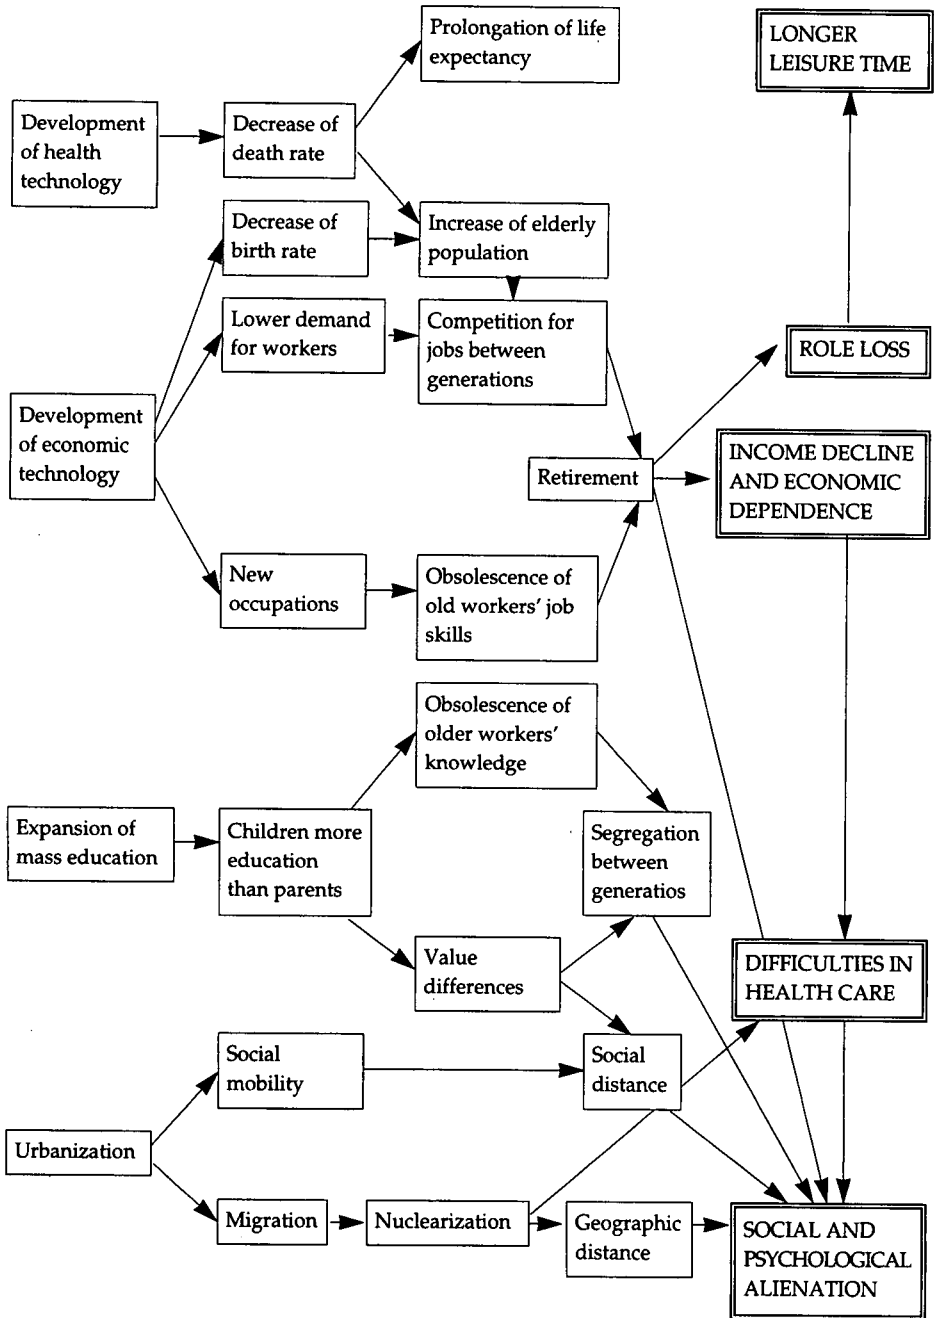 Prolongation of life
expectancy
LONGER
LEISURE TIME
Development
of health
technology
Decrease of
death rate
Decrease of
birth rate
Increase of elderly
population
Lower demand
for workers
Competition for
jobs between
generations
ROLE LOSS
Development
of economic
technology
Retirement
INCOME DECLINE
AND ECONOMIC
DEPENDENCE
New
occupations
Obsolescence of
old workers' job
skills
Obsolescence of
older workers'
knowledge
Expansion of
mass education
Children more
education
than parents
Segregation
between
generatios
Value
differences
DIFFICULTIES IN
HEALTH CARE
Social
mobility
Social
distance
Urbanization
Migration
Nuclearization
Geographic
distance
SOCIAL AND
PSYCHOLOGICAL
ALIENATION